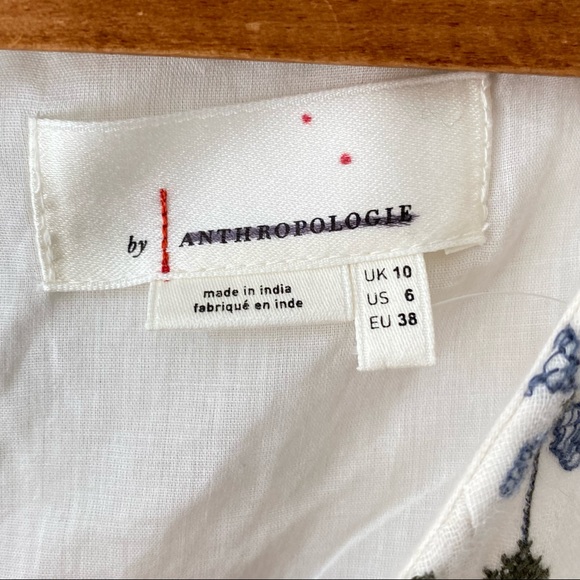 by ANTHROPOLOGIE
made in india
fabriqué en inde
UK 10
US 6
EU 38